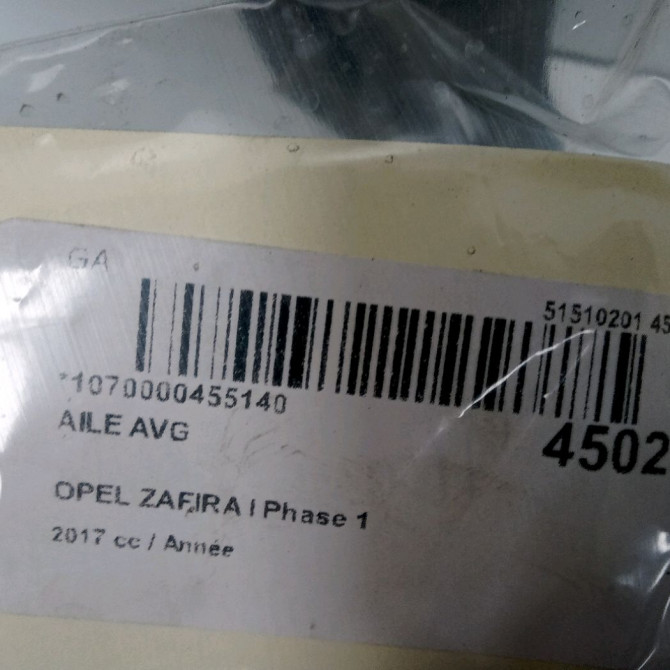 GA
51510201 45
*1070000455140
AILE AVG
4502
OPEL ZAFIRA I Phase 1
2017 cc / Année